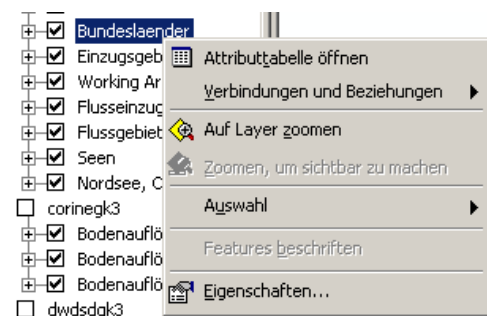 Bundeslaender
Einzugsgeb
Working Ar
Flusseinzug
Flussgebiet
Seen
Nordsee, O
corinegk3
Bodenauflö
Bodenauflö
Bodenauflö
dwdsdgk3
Attributtabelle öffnen
Verbindungen und Beziehungen
Auf Layer zoomen
Zoomen, um sichtbar zu machen
Auswahl
Features beschriften
Eigenschaften...